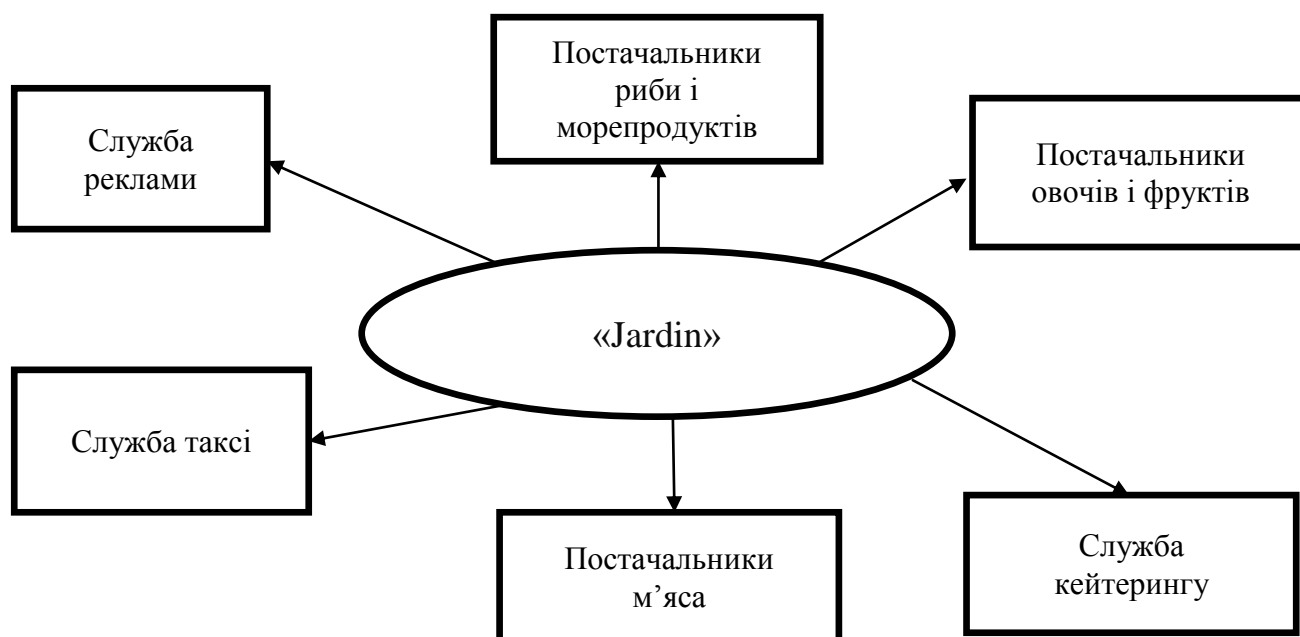 Постачальники
риби і
морепродуктів
Служба
реклами
Постачальники
овочів і фруктів
«Jardin»
Служба таксі
Постачальники
м’яса
Служба
кейтерингу